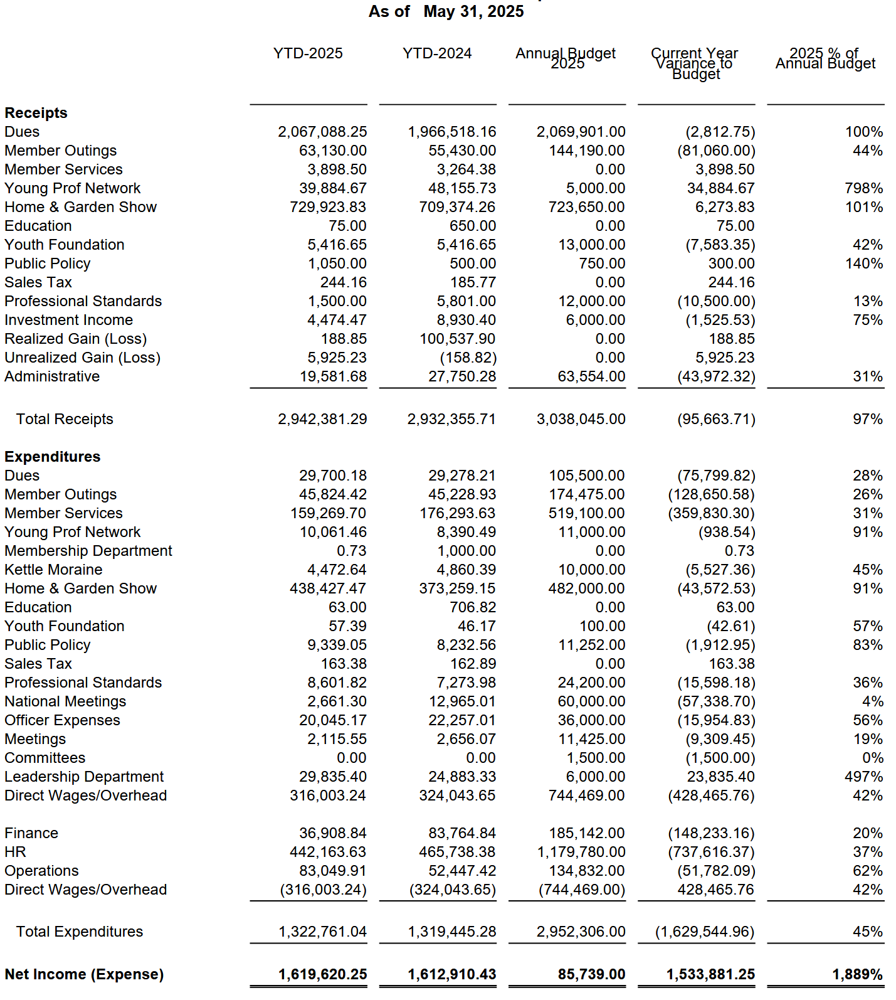 As of May 31, 2025
YTD-2025 YTD-2024 Annual Budget 2025 Current Year Variance to Budget 2025 % of Annual Budget
Receipts
Dues 2,067,088.25 1,966,518.16 2,069,901.00 (2,812.75) 100%
Member Outings 63,130.00 55,430.00 144,190.00 (81,060.00) 44%
Member Services 3,898.50 3,264.38 0.00 3,898.50
Young Prof Network 39,884.67 48,155.73 5,000.00 34,884.67 798%
Home & Garden Show 729,923.83 709,374.26 723,650.00 6,273.83 101%
Education 75.00 650.00 0.00 75.00
Youth Foundation 5,416.65 5,416.65 13,000.00 (7,583.35) 42%
Public Policy 1,050.00 500.00 750.00 300.00 140%
Sales Tax 244.16 185.77 0.00 244.16
Professional Standards 1,500.00 5,801.00 12,000.00 (10,500.00) 13%
Investment Income 4,474.47 8,930.40 6,000.00 (1,525.53) 75%
Realized Gain (Loss) 188.85 100,537.90 0.00 188.85
Unrealized Gain (Loss) 5,925.23 (158.82) 0.00 5,925.23
Administrative 19,581.68 27,750.28 63,554.00 (43,972.32) 31%
Total Receipts 2,942,381.29 2,932,355.71 3,038,045.00 (95,663.71) 97%
Expenditures
Dues 29,700.18 29,278.21 105,500.00 (75,799.82) 28%
Member Outings 45,824.42 45,228.93 174,475.00 (128,650.58) 26%
Member Services 159,269.70 176,293.63 519,100.00 (359,830.30) 31%
Young Prof Network 10,061.46 8,390.49 11,000.00 (938.54) 91%
Membership Department 0.73 1,000.00 0.00 0.73
Kettle Moraine 4,472.64 4,860.39 10,000.00 (5,527.36) 45%
Home & Garden Show 438,427.47 373,259.15 482,000.00 (43,572.53) 91%
Education 63.00 706.82 0.00 63.00
Youth Foundation 57.39 46.17 100.00 (42.61) 57%
Public Policy 9,339.05 8,232.56 11,252.00 (1,912.95) 83%
Sales Tax 163.38 162.89 0.00 163.38
Professional Standards 8,601.82 7,273.98 24,200.00 (15,598.18) 36%
National Meetings 2,661.30 12,965.01 60,000.00 (57,338.70) 4%
Officer Expenses 20,045.17 22,257.01 36,000.00 (15,954.83) 56%
Meetings 2,115.55 2,656.07 11,425.00 (9,309.45) 19%
Committees 0.00 0.00 1,500.00 (1,500.00) 0%
Leadership Department 29,835.40 24,883.33 6,000.00 23,835.40 497%
Direct Wages/Overhead 316,003.24 324,043.65 744,469.00 (428,465.76) 42%
Finance 36,908.84 83,764.84 185,142.00 (148,233.16) 20%
HR 442,163.63 465,738.38 1,179,780.00 (737,616.37) 37%
Operations 83,049.91 52,447.42 134,832.00 (51,782.09) 62%
Direct Wages/Overhead (316,003.24) (324,043.65) (744,469.00) 428,465.76 42%
Total Expenditures 1,322,761.04 1,319,445.28 2,952,306.00 (1,629,544.96) 45%
Net Income (Expense) 1,619,620.25 1,612,910.43 85,739.00 1,533,881.25 1,889%